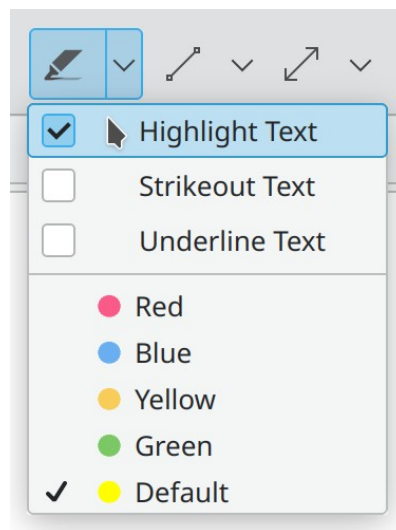 Highlight Text
Strikeout Text
Underline Text
Red
Blue
Yellow
Green
Default